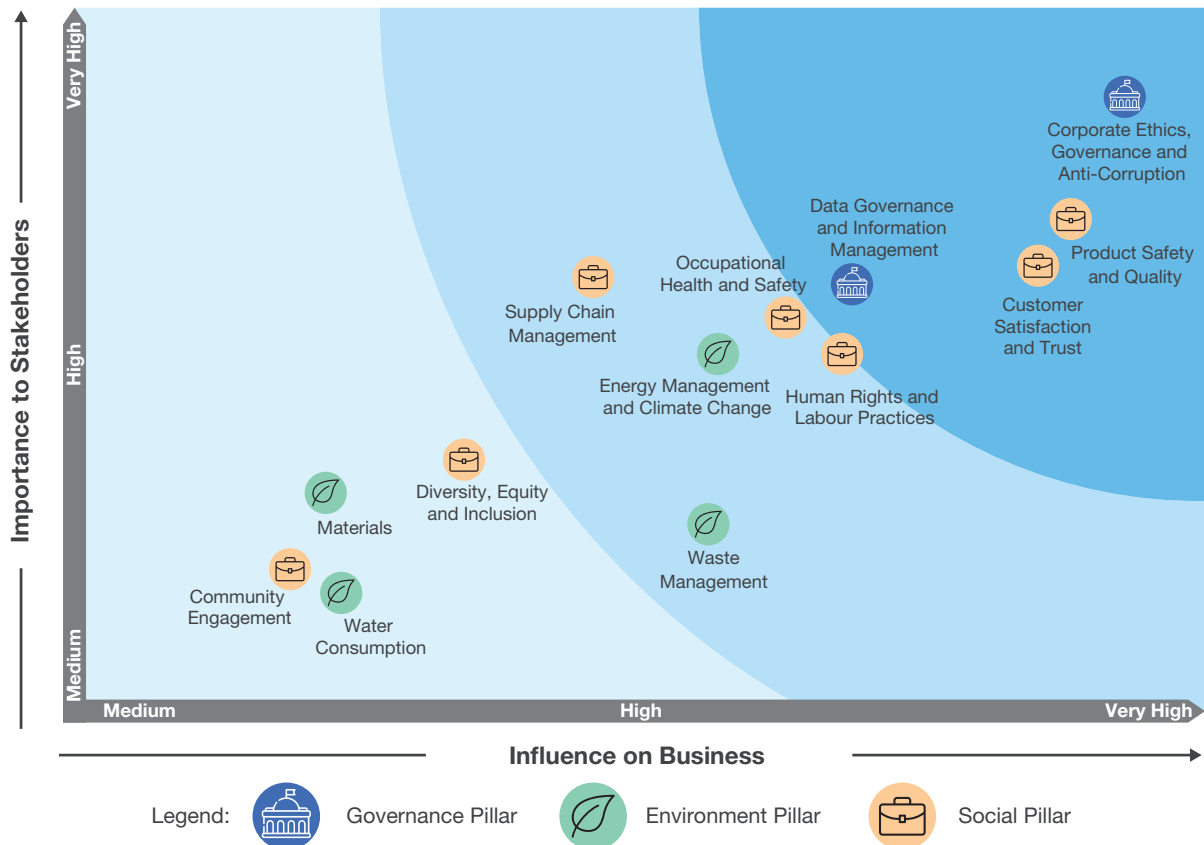 Importance to Stakeholders
Very High
High
Medium
Corporate Ethics,
Governance and
Anti-Corruption
Data Governance
and Information
Management
Product Safety
and Quality
Occupational
Health and Safety
Customer
Satisfaction
and Trust
Supply Chain
Management
Energy Management
and Climate Change
Human Rights and
Labour Practices
Diversity, Equity
and Inclusion
Materials
Waste
Management
Community
Engagement
Water
Consumption
Medium
High
Very High
Influence on Business
Legend:
Governance Pillar
Environment Pillar
Social Pillar